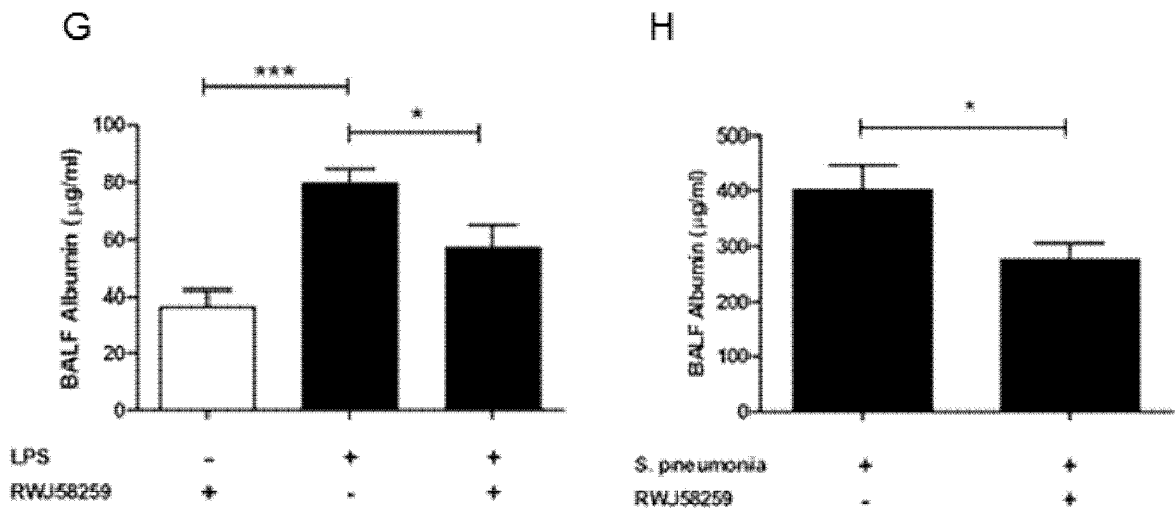 G
***
*
BALF Albumin (µg/ml)
100
80
60
40
20
0
LPS - + +
RWJ58259 + - +
H
*
BALF Albumin (µg/ml)
500
400
300
200
100
0
S. pneumonia + +
RWJ58259 - +